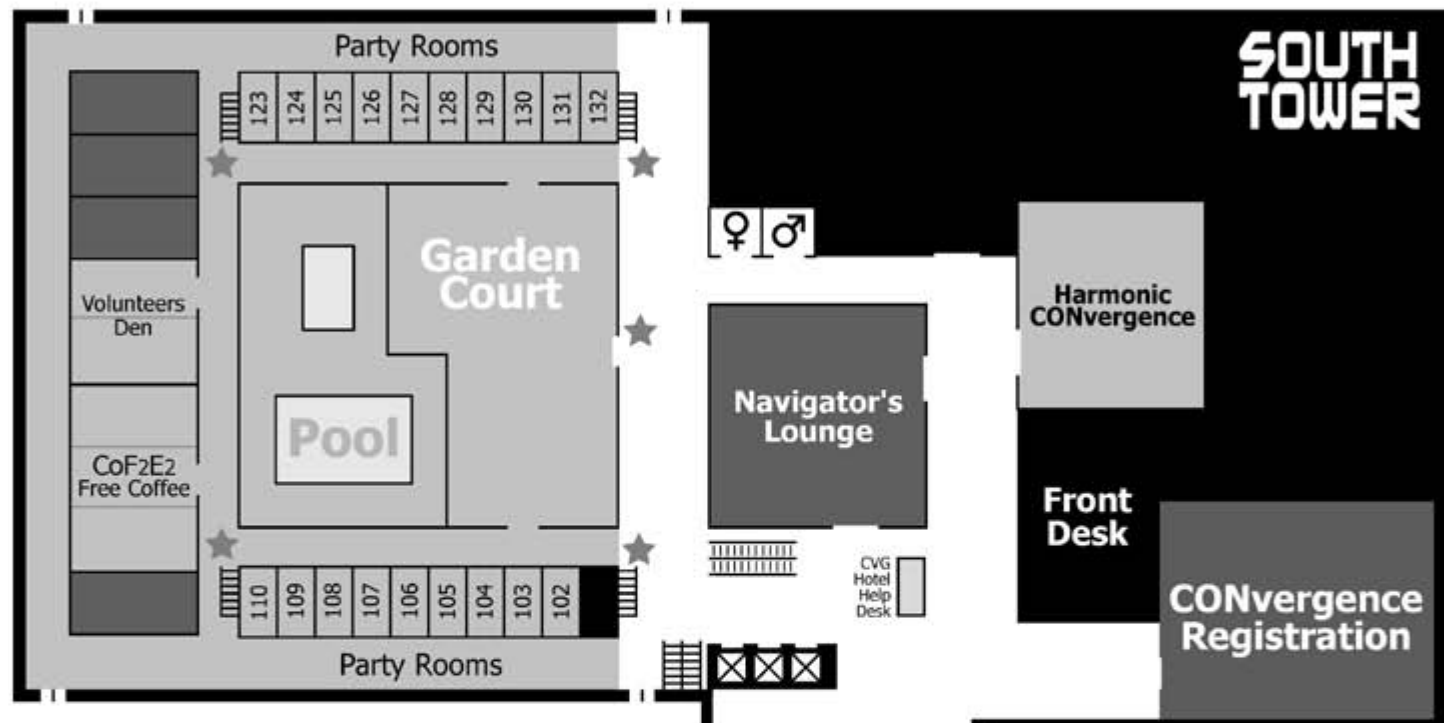 SOUTH
TOWER
Party Rooms
123
124
125
126
127
128
129
130
131
132
Garden
Court
Volunteers
Den
Harmonic
CONvergence
Navigator's
Lounge
Pool
CoF2E2
Free Coffee
Front
Desk
CVG
Hotel
Help
Desk
110
109
108
107
106
105
104
103
102
CONvergence
Registration
Party Rooms